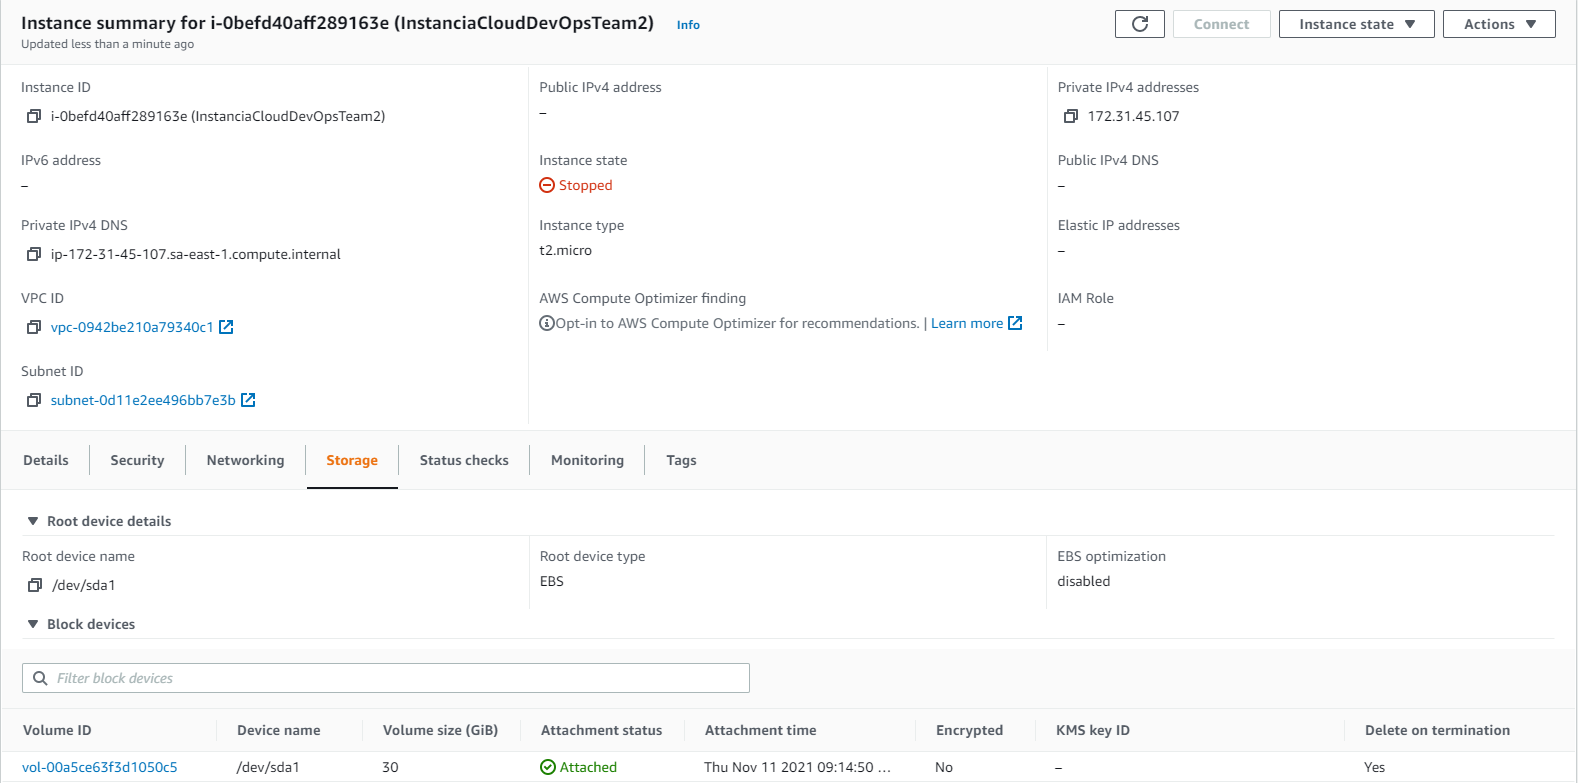 Instance summary for i-0befd40aff289163e (InstanciaCloudDevOpsTeam2) Info
Updated less than a minute ago
Connect
Instance state
Actions
Instance ID
i-0befd40aff289163e (InstanciaCloudDevOpsTeam2)
Public IPv4 address
–
Private IPv4 addresses
172.31.45.107
IPv6 address
–
Instance state
Stopped
Public IPv4 DNS
–
Private IPv4 DNS
ip-172-31-45-107.sa-east-1.compute.internal
Instance type
t2.micro
Elastic IP addresses
–
VPC ID
vpc-0942be210a79340c1
AWS Compute Optimizer finding
Opt-in to AWS Compute Optimizer for recommendations. | Learn more
IAM Role
–
Subnet ID
subnet-0d11e2ee496bb7e3b
Details
Security
Networking
Storage
Status checks
Monitoring
Tags
Root device details
Root device name
/dev/sda1
Root device type
EBS
EBS optimization
disabled
Block devices
Filter block devices
Volume ID Device name Volume size (GiB) Attachment status Attachment time Encrypted KMS key ID Delete on termination
vol-00a5ce63f3d1050c5 /dev/sda1 30 Attached Thu Nov 11 2021 09:14:50 ... No – Yes